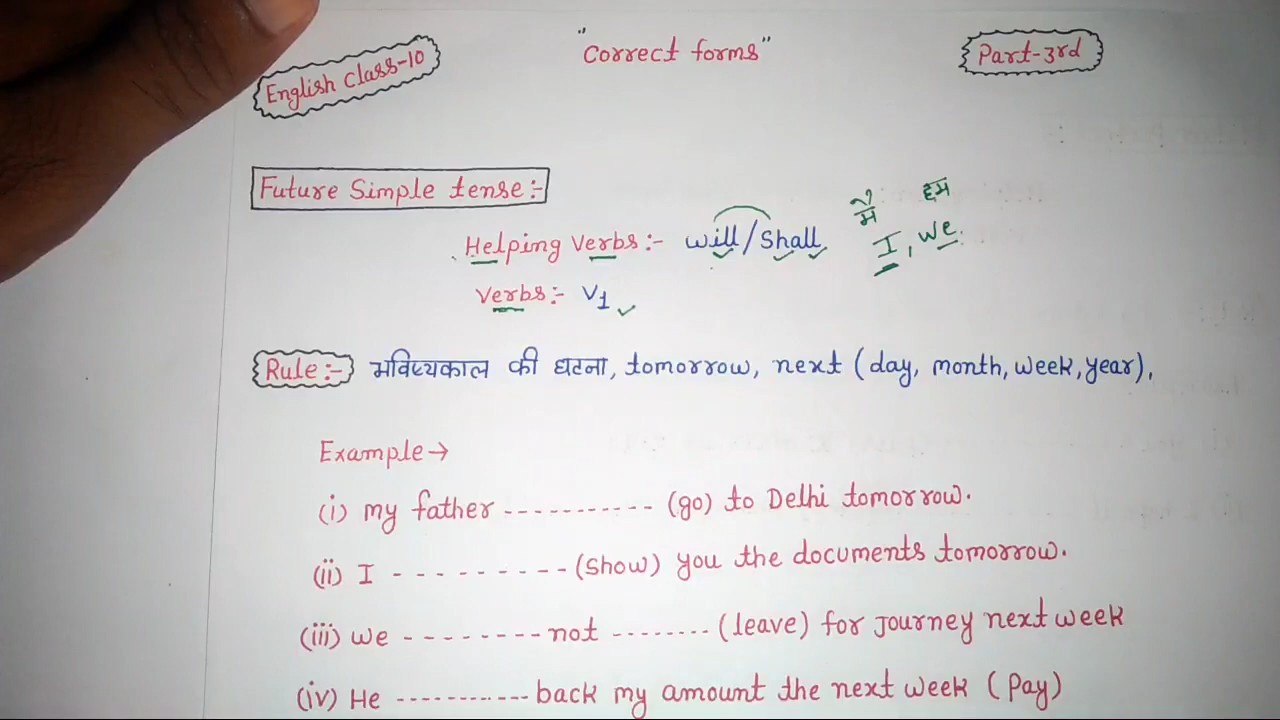 English Class-10
"Correct forms"
Part-3rd
Future Simple tense:-
Helping Verbs:- will/Shall
मैं हम
I, we
Verbs:- V1
Rule:- भविष्यकाल की घटना, tomorrow, next (day, month, week, year),
Example→
(i) my father ----------- (go) to Delhi tomorrow.
(ii) I --------- (Show) you the documents tomorrow.
(iii) we -------- not -------- (leave) for Journey next week
(iv) He ----------- back my amount the next week (Pay)